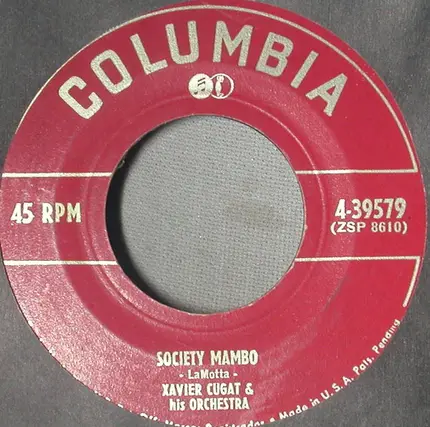 COLUMBIA
45 RPM
4-39579
(ZSP 8610)
SOCIETY MAMBO
- LaMotta -
XAVIER CUGAT &
his ORCHESTRA
• Made in U. S. A. Pats. Pending